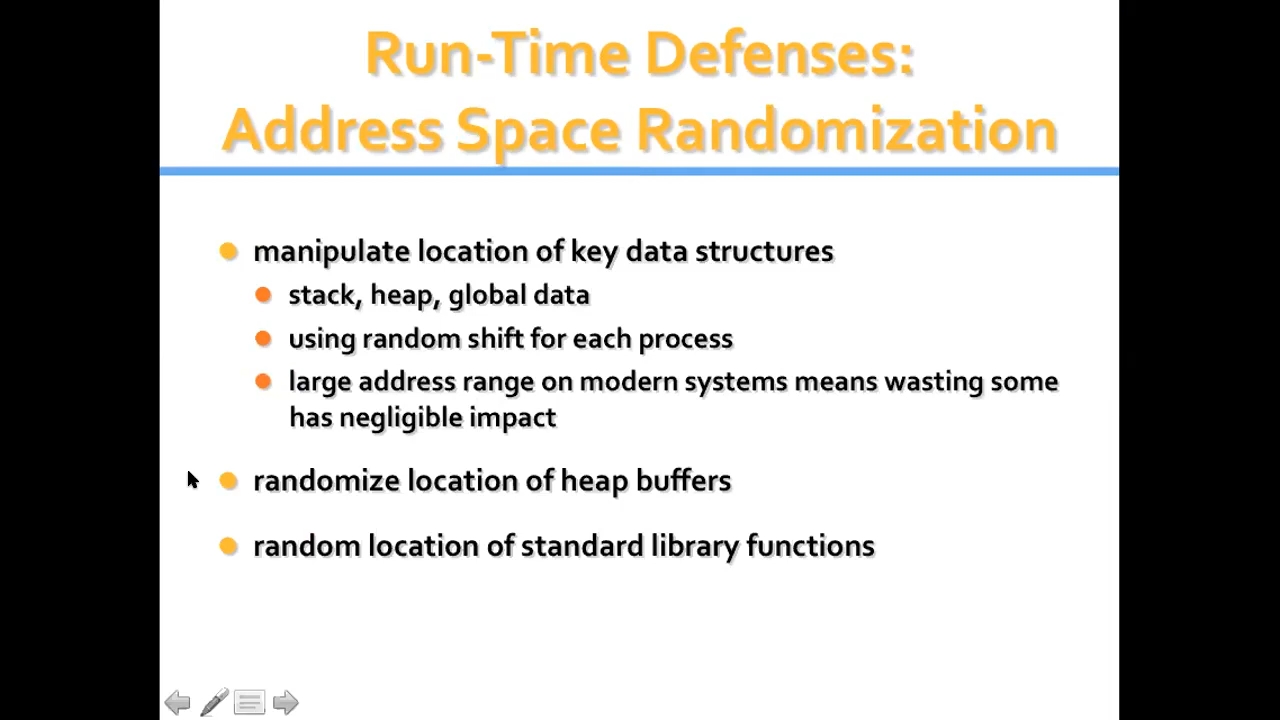 Run-Time Defenses:
Address Space Randomization
manipulate location of key data structures
stack, heap, global data
using random shift for each process
large address range on modern systems means wasting some
has negligible impact
randomize location of heap buffers
random location of standard library functions